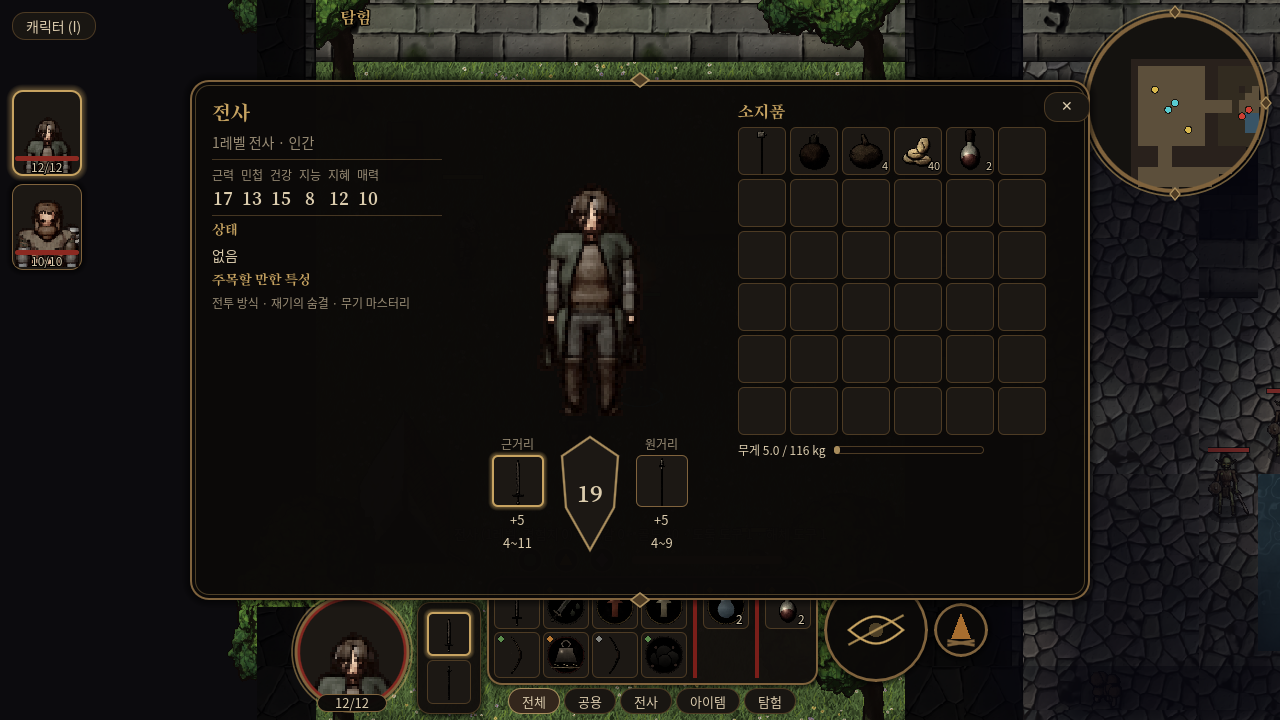 캐릭터 (I)
탐험
12/12
10/10
전사
1레벨 전사 · 인간
근력 민첩 건강 지능 지혜 매력
17 13 15 8 12 10
상태
없음
주목할 만한 특성
전투 방식 · 재기의 숨결 · 무기 마스터리
근거리
19
원거리
+5
+5
4~11
4~9
소지품
×
4
40
2
무게 5.0 / 116 kg
2
2
12/12
전체
공용
전사
아이템
탐험